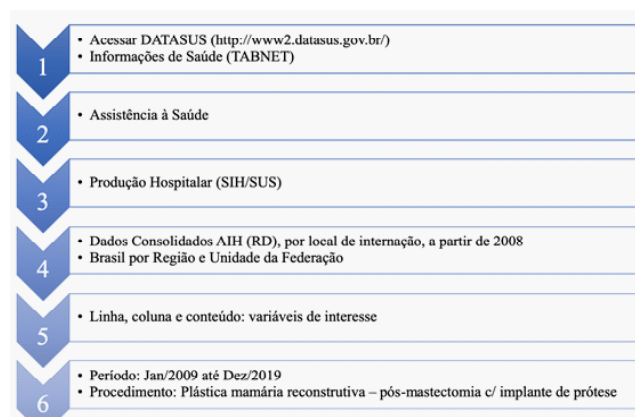 1
• Acessar DATASUS (http://www2.datasus.gov.br/)
• Informações de Saúde (TABNET)
2
• Assistência à Saúde
3
• Produção Hospitalar (SIH/SUS)
4
• Dados Consolidados AIH (RD), por local de internação, a partir de 2008
• Brasil por Região e Unidade da Federação
5
• Linha, coluna e conteúdo: variáveis de interesse
6
• Período: Jan/2009 até Dez/2019
• Procedimento: Plástica mamária reconstrutiva – pós-mastectomia c/ implante de prótese